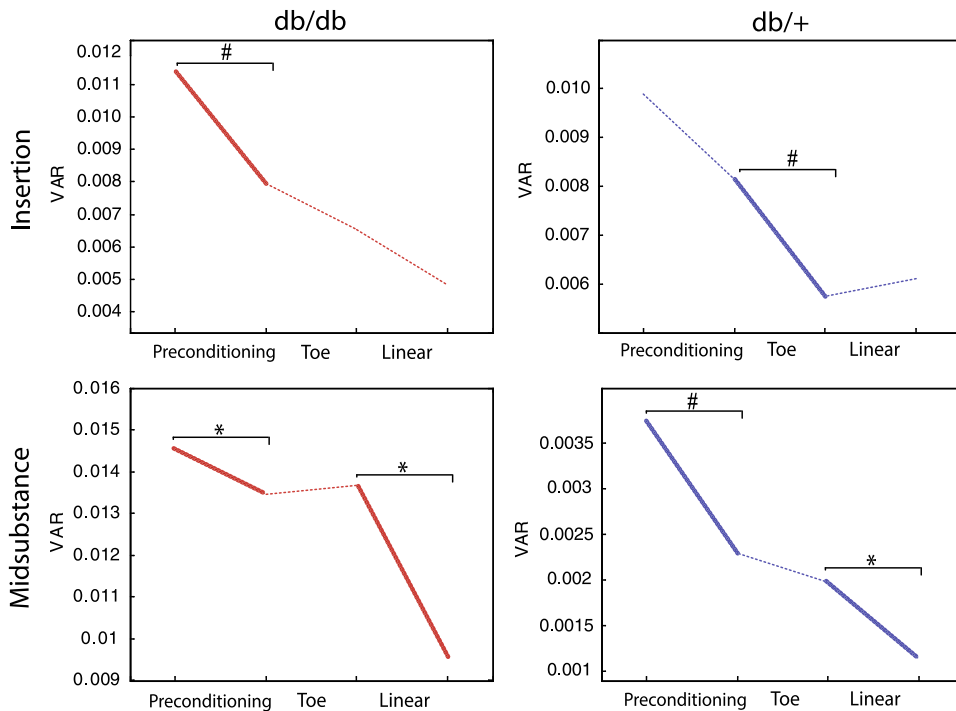 db/db
db/+
Insertion
VAR
0.012
0.011
0.010
0.009
0.008
0.007
0.006
0.005
0.004
#
Preconditioning Toe Linear
VAR
0.010
0.009
0.008
0.007
0.006
#
Preconditioning Toe Linear
Midsubstance
VAR
0.016
0.015
0.014
0.013
0.012
0.011
0.01
0.009
*
*
Preconditioning Toe Linear
VAR
0.0035
0.003
0.0025
0.002
0.0015
0.001
#
*
Preconditioning Toe Linear